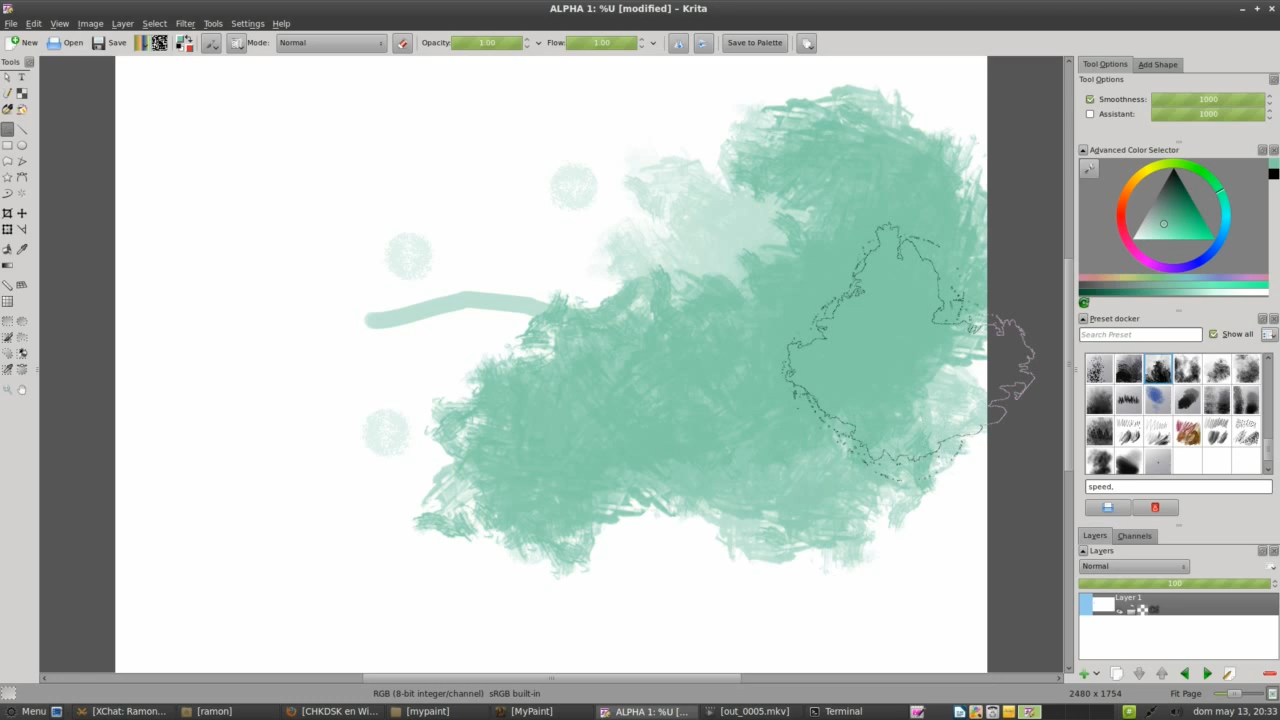 ALPHA 1: %U [modified] – Krita
File Edit View Image Layer Select Filter Tools Settings Help
New Open Save Mode: Normal Opacity: 1.00 Flow: 1.00 Save to Palette
Tools
Tool Options Add Shape
Tool Options
Smoothness: 1000
Assistant: 1000
Advanced Color Selector
Preset docker
Search Preset Show all
speed,
Layers Channels
Layers
Normal
100
Layer 1
RGB (8-bit integer/channel) sRGB built-in 2480 x 1754 Fit Page
Menu [XChat: Ramon... [ramon] [CHKDSK en Wi... [mypaint] [MyPaint] ALPHA 1: %U [... [out_0005.mkv] Terminal dom may 13, 20:33